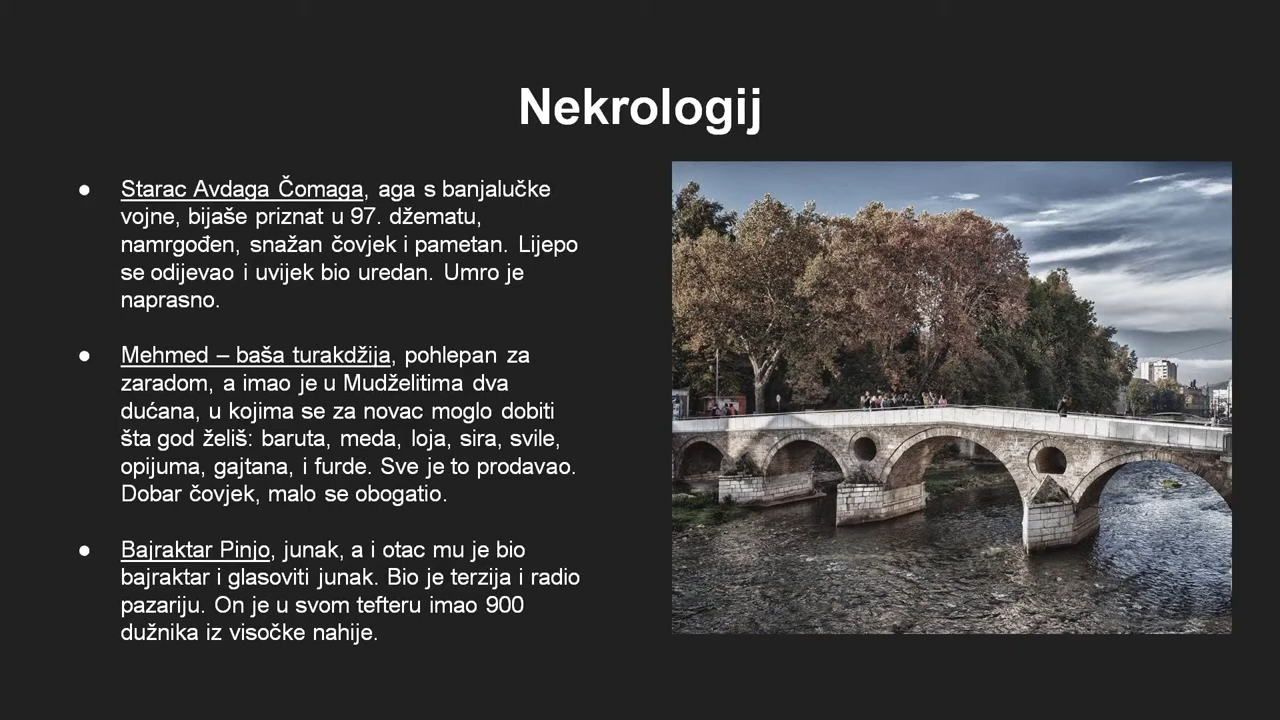 Nekrologij
● Starac Avdaga Čomaga, aga s banjalučke
vojne, bijaše priznat u 97. džematu,
namrgođen, snažan čovjek i pametan. Lijepo
se odijevao i uvijek bio uredan. Umro je
naprasno.
● Mehmed – baša turakdžija, pohlepan za
zaradom, a imao je u Mudželitima dva
dućana, u kojima se za novac moglo dobiti
šta god želiš: baruta, meda, loja, sira, svile,
opijuma, gajtana, i furde. Sve je to prodavao.
Dobar čovjek, malo se obogatio.
● Bajraktar Pinjo, junak, a i otac mu je bio
bajraktar i glasoviti junak. Bio je terzija i radio
pazariju. On je u svom tefteru imao 900
dužnika iz visočke nahije.